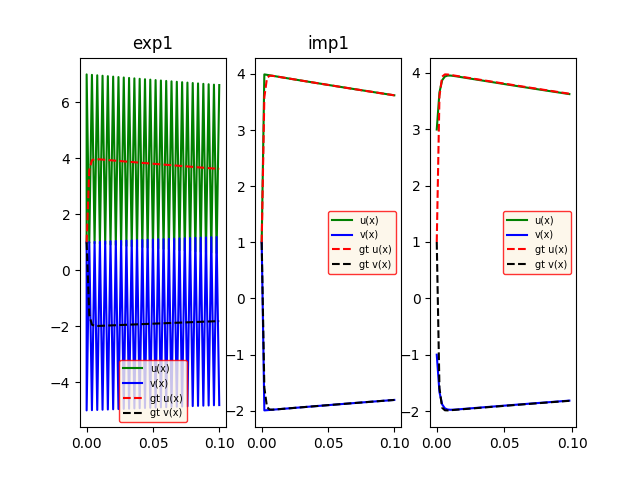 exp1
imp1
6
4
2
0
−2
−4
0.00
0.05
0.10
u(x)
v(x)
gt u(x)
gt v(x)
4
3
2
1
0
−1
−2
0.00
0.05
0.10
u(x)
v(x)
gt u(x)
gt v(x)
4
3
2
1
0
−1
−2
0.00
0.05
0.10
u(x)
v(x)
gt u(x)
gt v(x)